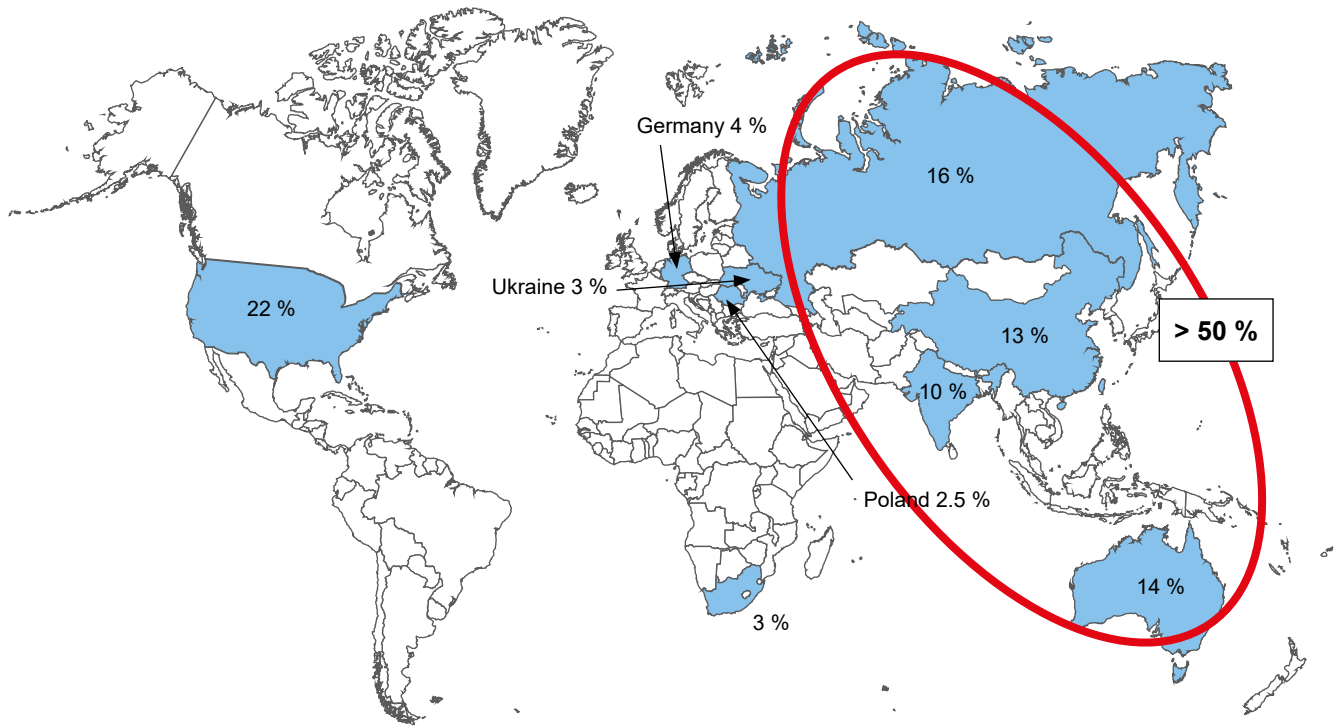 Germany 4 %
16 %
Ukraine 3 %
22 %
13 %
> 50 %
10 %
Poland 2.5 %
14 %
3 %